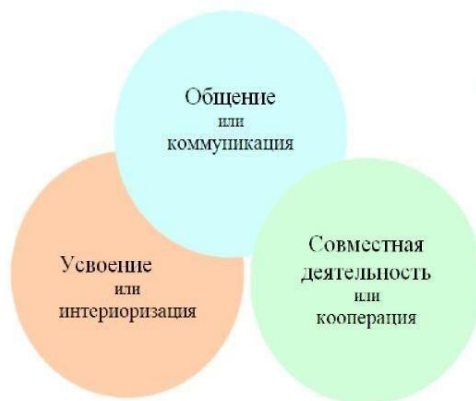 Общение
или
коммуникация
Усвоение
или
интериоризация
Совместная
деятельность
или
кооперация